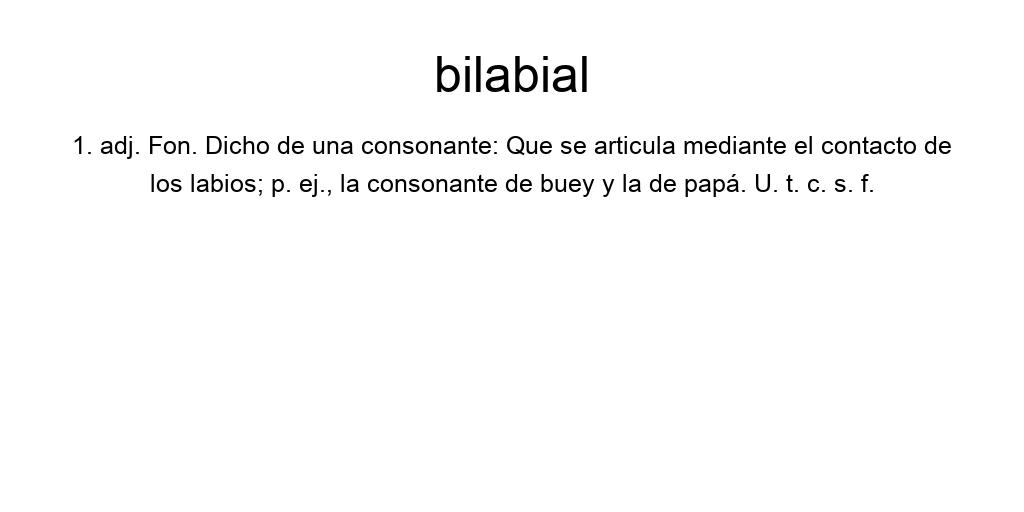 bilabial
1. adj. Fon. Dicho de una consonante: Que se articula mediante el contacto de
los labios; p. ej., la consonante de buey y la de papá. U. t. c. s. f.